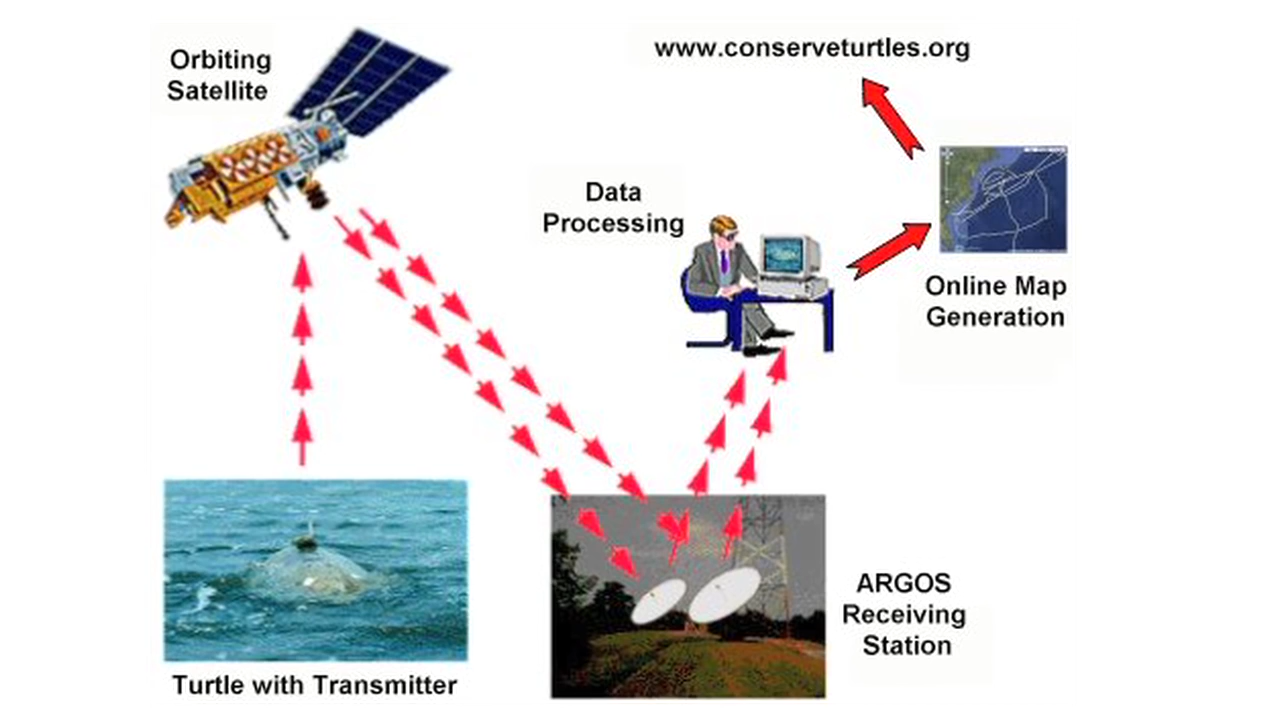 Orbiting
Satellite
www.conserveturtles.org
Data
Processing
Online Map
Generation
ARGOS
Receiving
Station
Turtle with Transmitter